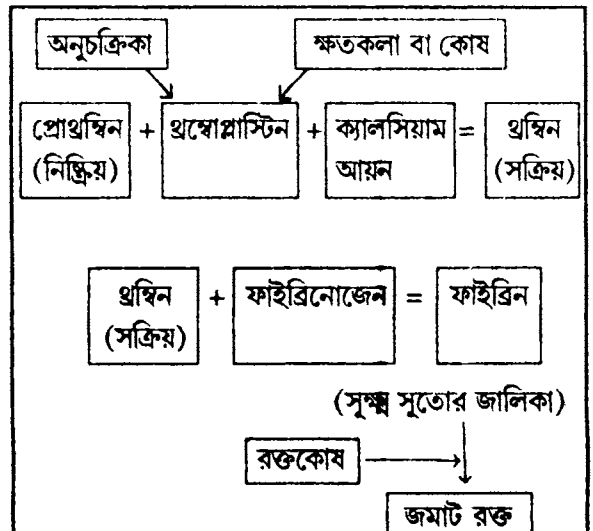 অনুচক্রিকা ক্ষতকলা বা কোষ
প্রোথ্রম্বিন + থ্রম্বোপ্লাস্টিন + ক্যালসিয়াম = থ্রম্বিন
(নিষ্ক্রিয়) আয়ন (সক্রিয়)
থ্রম্বিন + ফাইব্রিনোজেন = ফাইব্রিন
(সক্রিয়)
(সূক্ষ্ম সুতোর জালিকা)
রক্তকোষ
জমাট রক্ত